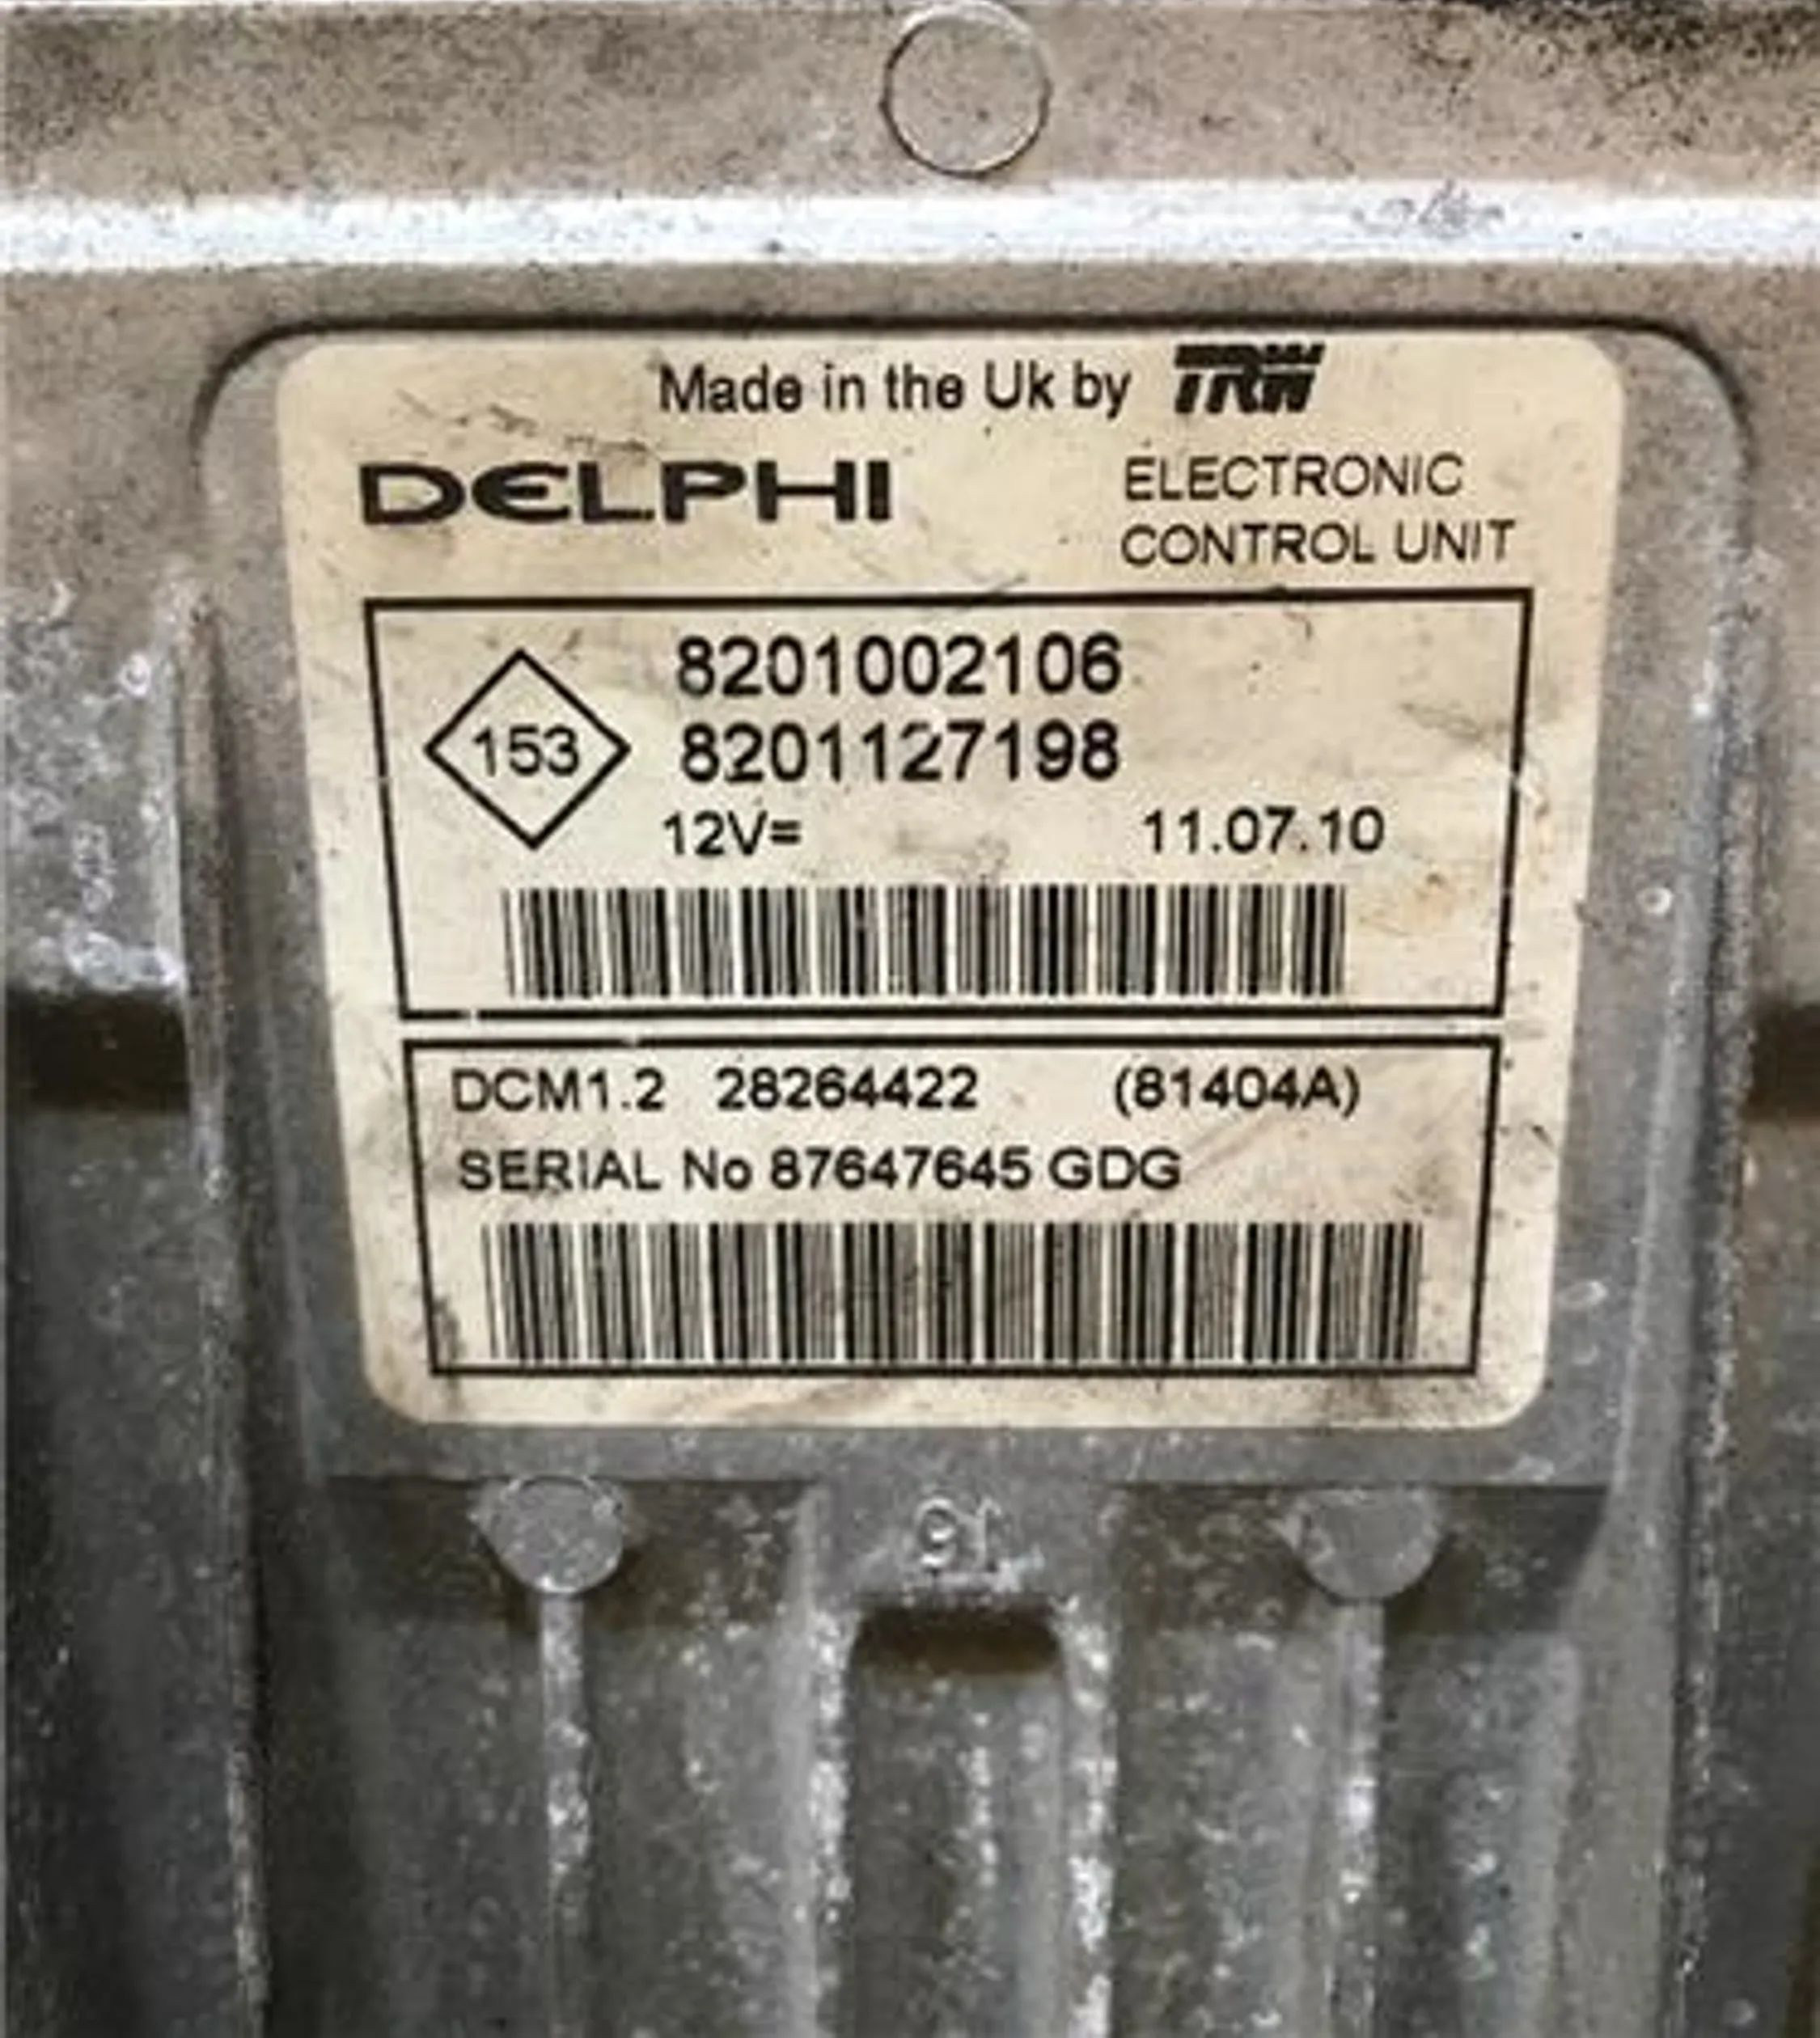 Made in the Uk by TRW
DELPHI
ELECTRONIC
CONTROL UNIT
153
8201002106
8201127198
12V= 11.07.10
DCM1.2 28264422 (81404A)
SERIAL No 87647645 GDG
16